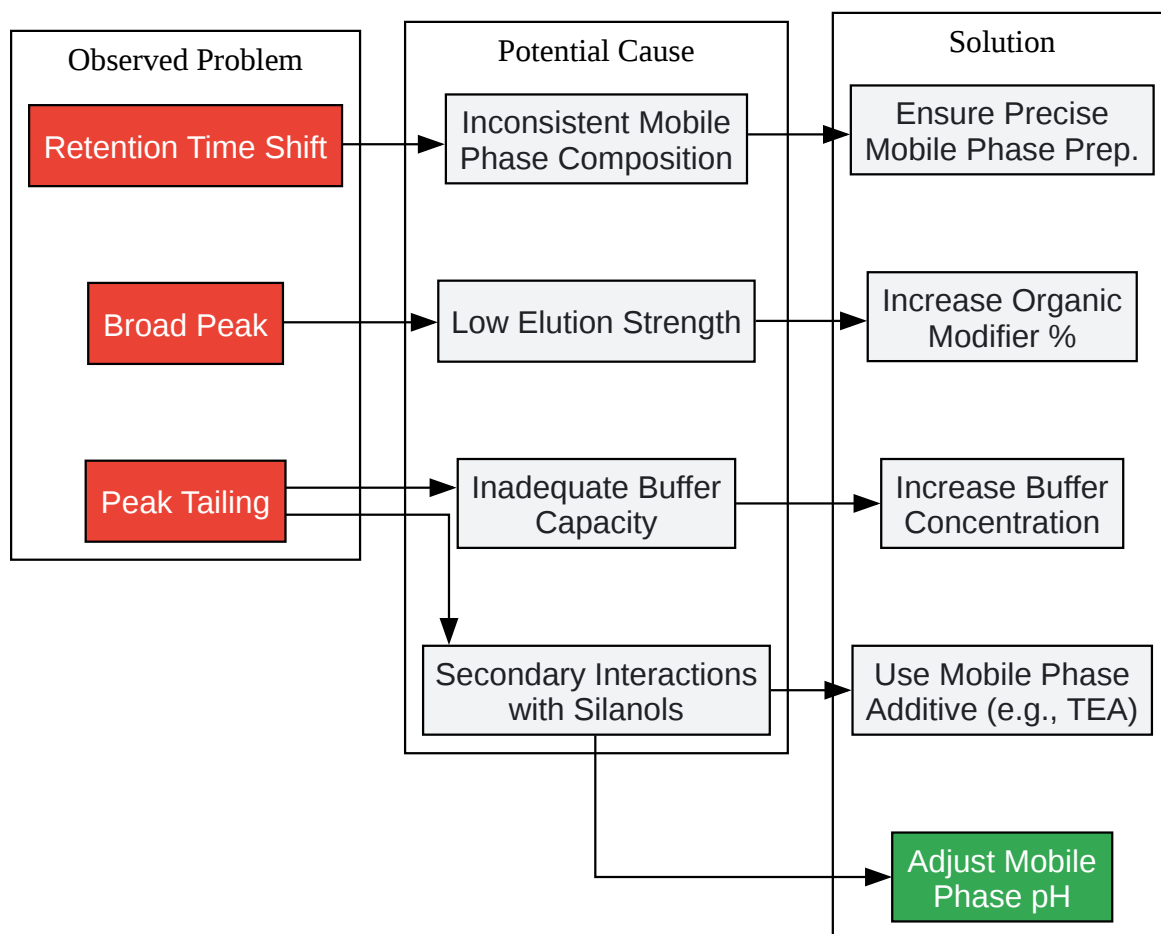 Observed Problem
Retention Time Shift
Broad Peak
Peak Tailing
Potential Cause
Inconsistent Mobile
Phase Composition
Low Elution Strength
Inadequate Buffer
Capacity
Secondary Interactions
with Silanols
Solution
Ensure Precise
Mobile Phase Prep.
Increase Organic
Modifier %
Increase Buffer
Concentration
Use Mobile Phase
Additive (e.g., TEA)
Adjust Mobile
Phase pH